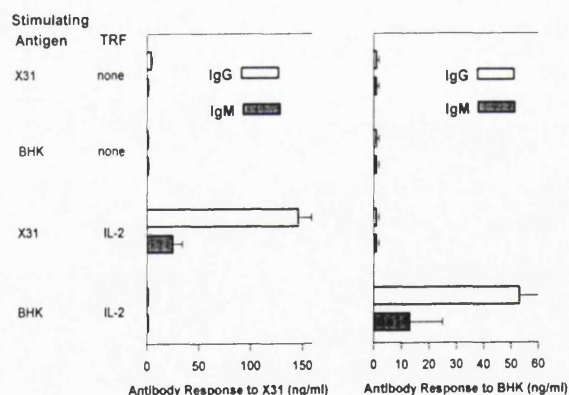 Stimulating
Antigen TRF
X31 none
BHK none
X31 IL-2
BHK IL-2
IgG
IgM
0 50 100 150
Antibody Response to X31 (ng/ml)
IgG
IgM
0 10 20 30 40 50 60
Antibody Response to BHK (ng/ml)